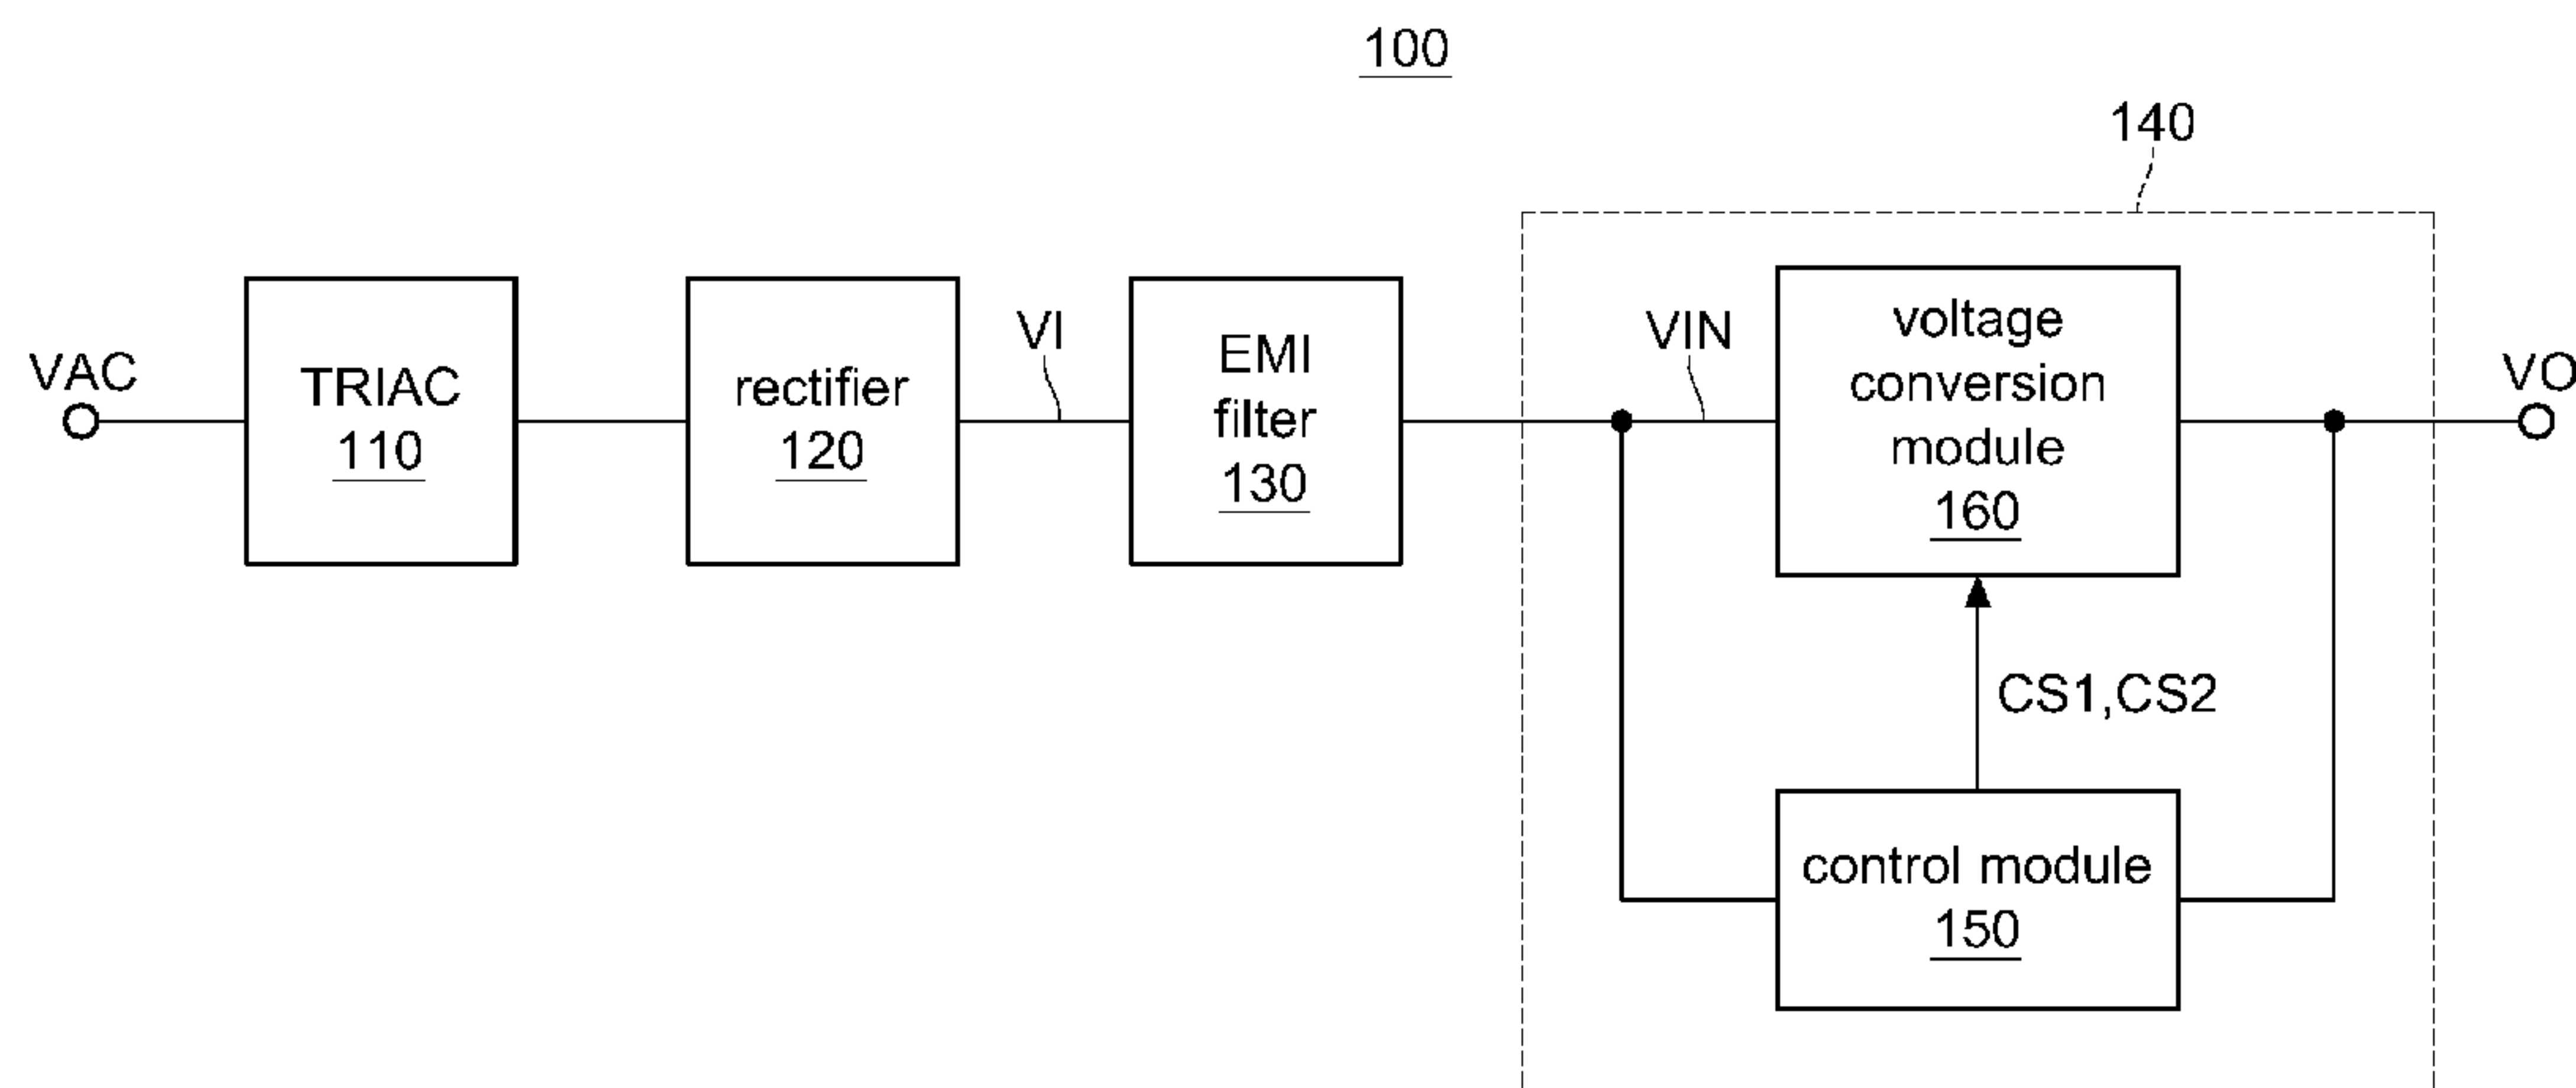 100
140
VAC
TRIAC
110
rectifier
120
VI
EMI
filter
130
VIN
voltage
conversion
module
160
VO
CS1,CS2
control module
150